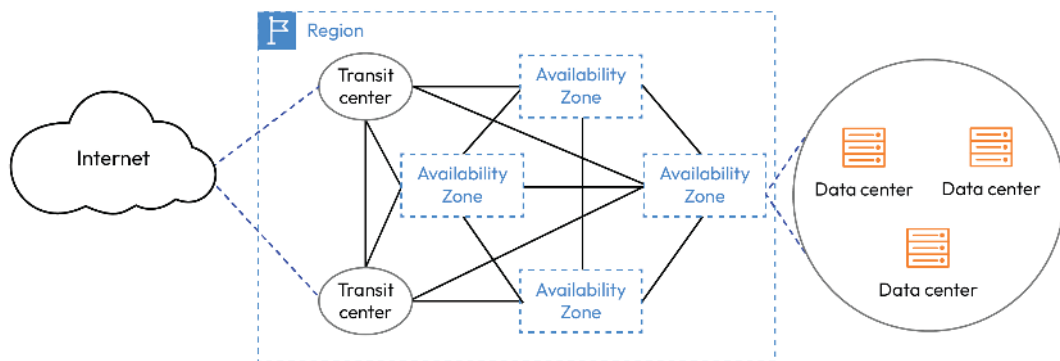 Region
Transit
center
Availability
Zone
Internet
Availability
Zone
Availability
Zone
Data center
Data center
Transit
center
Availability
Zone
Data center